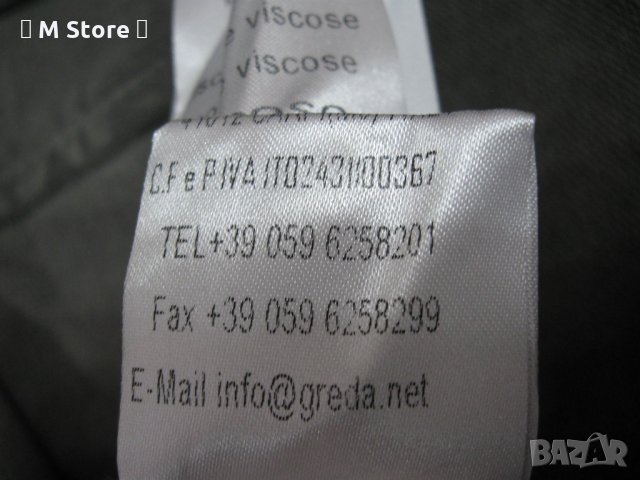 M Store
viscose
viscose
C.F e P.IVA IT02431100367
TEL+39 059 6258201
Fax +39 059 6258299
E-Mail info@greda.net
BAZAR